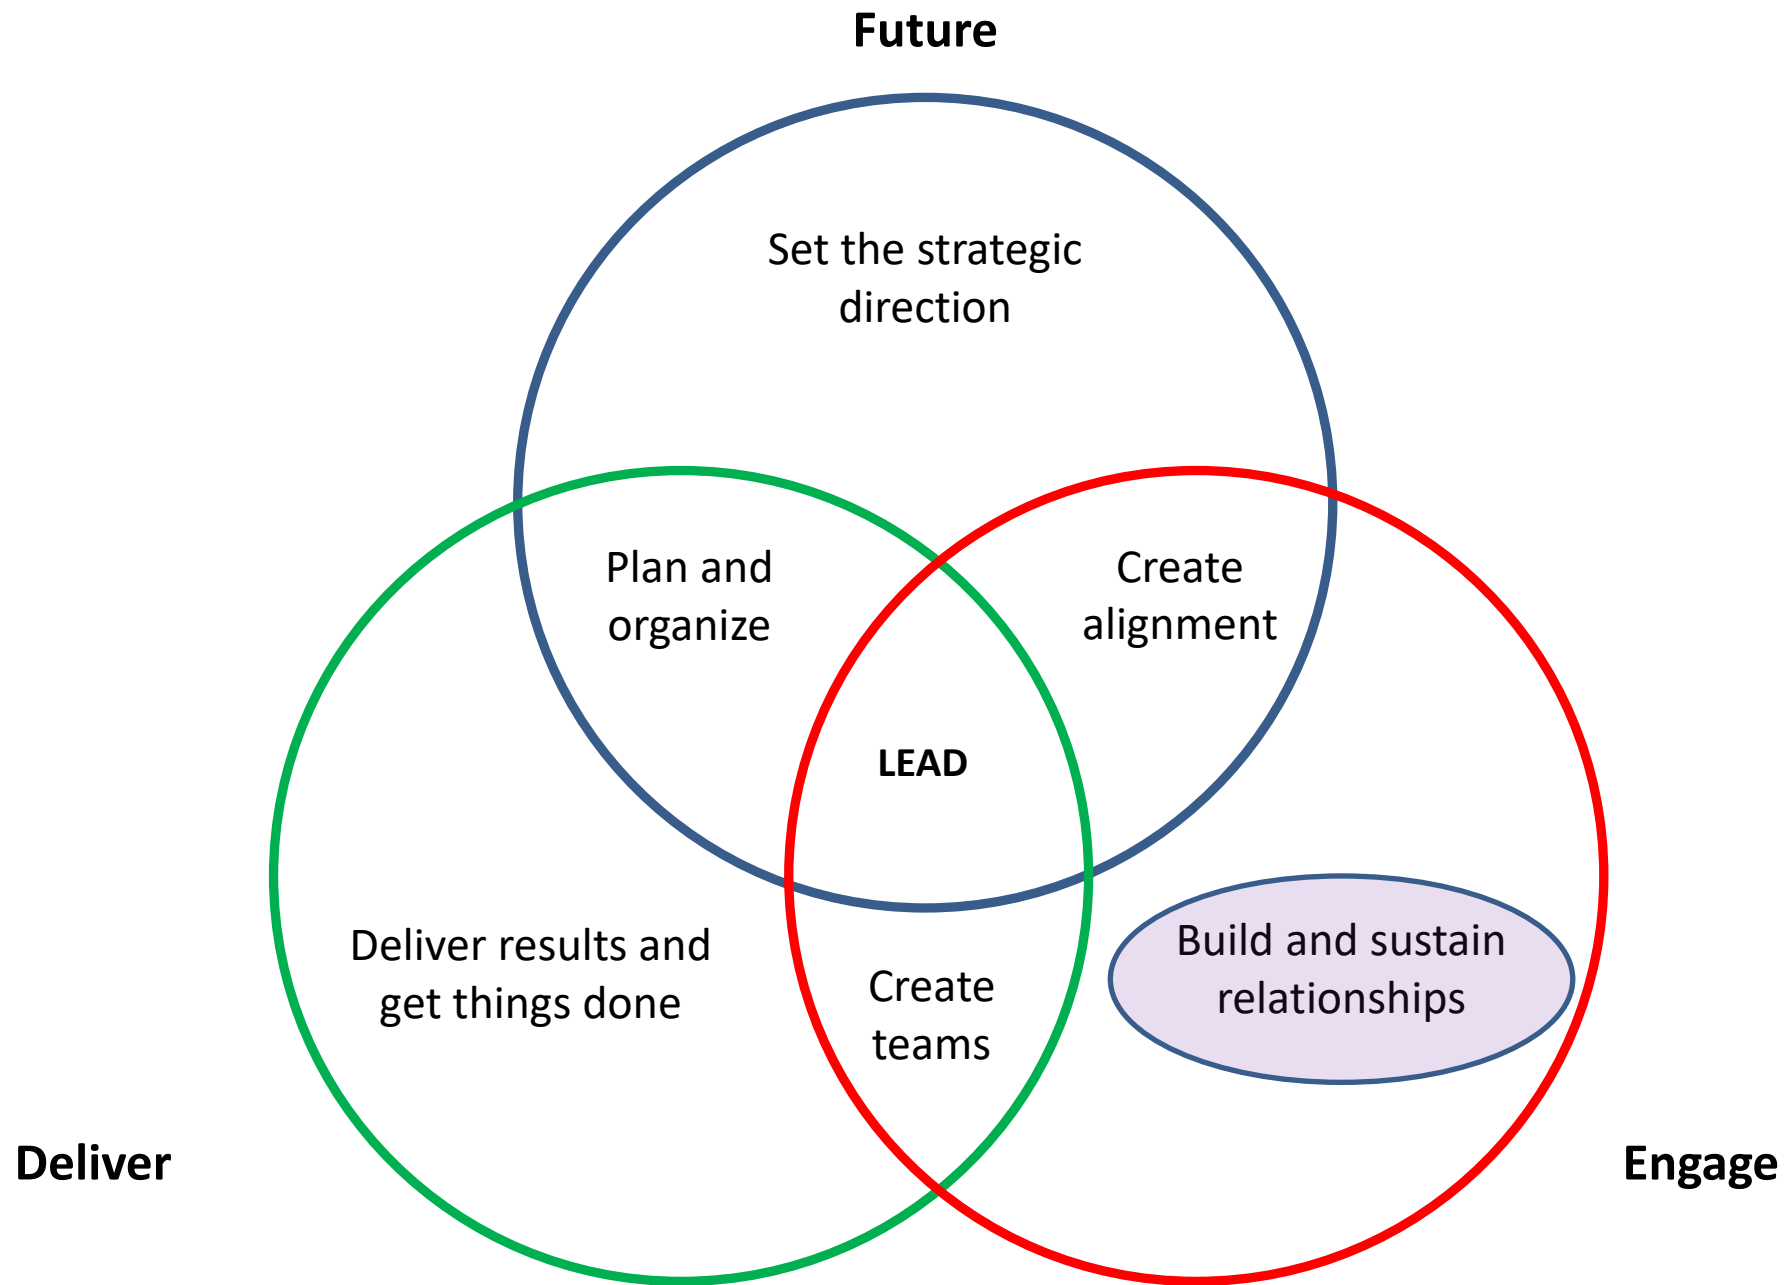 Future
Set the strategic
direction
Plan and
organize
Create
alignment
LEAD
Deliver results and
get things done
Create
teams
Build and sustain
relationships
Deliver
Engage